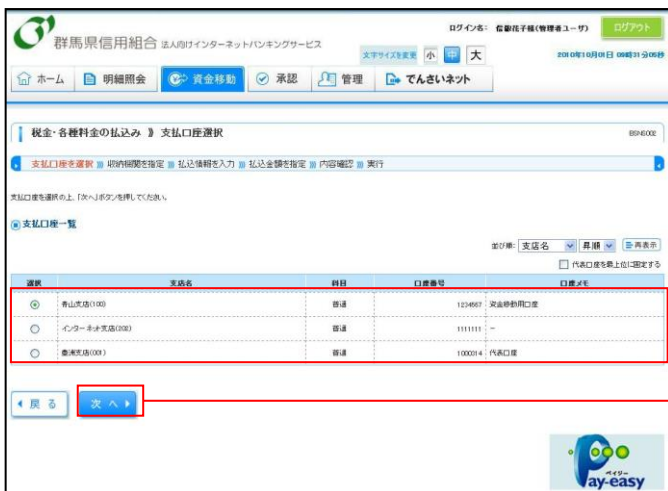 群馬県信用組合 法人向けインターネットバンキングサービス
ログイン名: 信組花子様(管理者ユーザ) ログアウト
文字サイズを変更 小 中 大 2010年10月01日 09時31分05秒
ホーム 明細照会 資金移動 承認 管理 でんさいネット
税金・各種料金の払込み 》 支払口座選択 BSNS002
支払口座を選択 収納機関を指定 払込情報を入力 払込金額を指定 内容確認 実行
支払口座を選択の上、「次へ」ボタンを押してください。
支払口座一覧
並び順: 支店名 昇順 再表示
代表口座を最上位に固定する
選択 支店名 科目 口座番号 口座メモ
青山支店(100) 普通 1234567 資金移動用口座
インターネット支店(202) 普通 1111111 -
豊洲支店(001) 普通 1000014 代表口座
戻る 次へ
ペイジー
Pay-easy